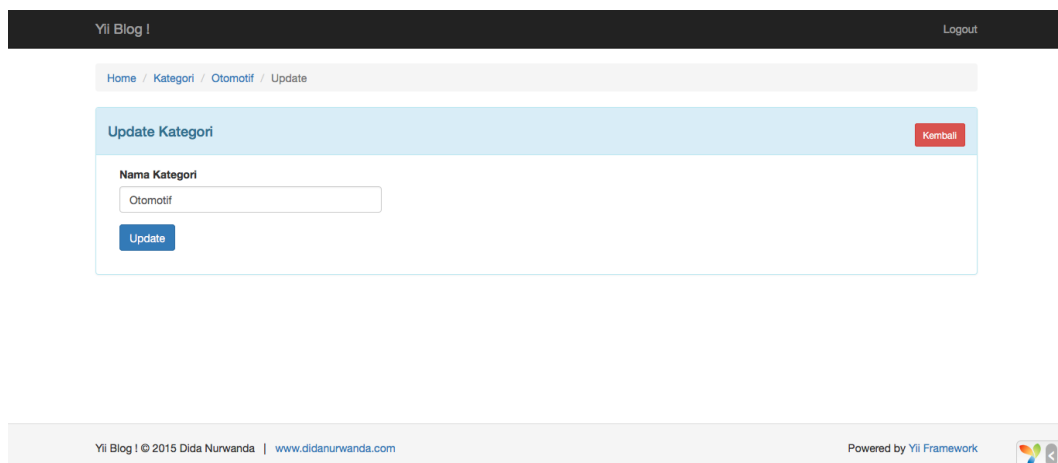 Yii Blog ! Logout
Home / Kategori / Otomotif / Update
Update Kategori Kembali
Nama Kategori
Otomotif
Update
Yii Blog ! © 2015 Dida Nurwanda | www.didanurwanda.com Powered by Yii Framework